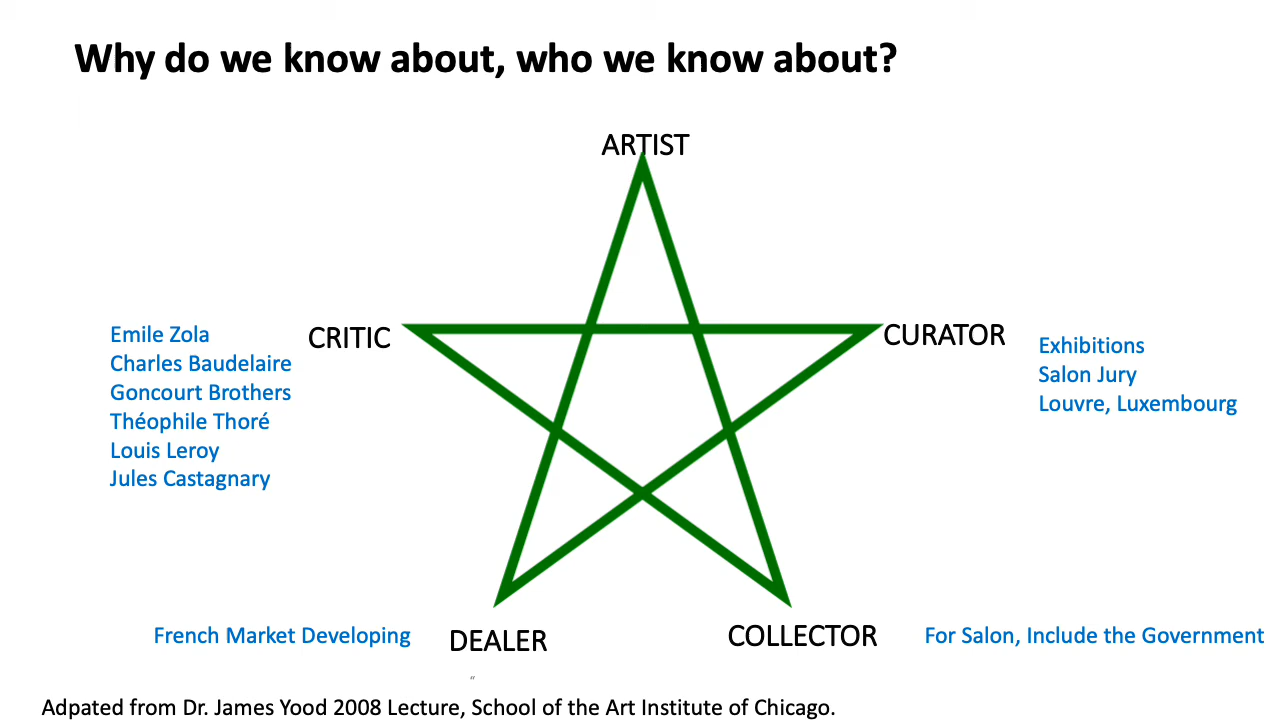 Why do we know about, who we know about?
ARTIST
CRITIC
Emile Zola
Charles Baudelaire
Goncourt Brothers
Théophile Thoré
Louis Leroy
Jules Castagnary
CURATOR
Exhibitions
Salon Jury
Louvre, Luxembourg
French Market Developing
DEALER
COLLECTOR
For Salon, Include the Government
“
Adpated from Dr. James Yood 2008 Lecture, School of the Art Institute of Chicago.